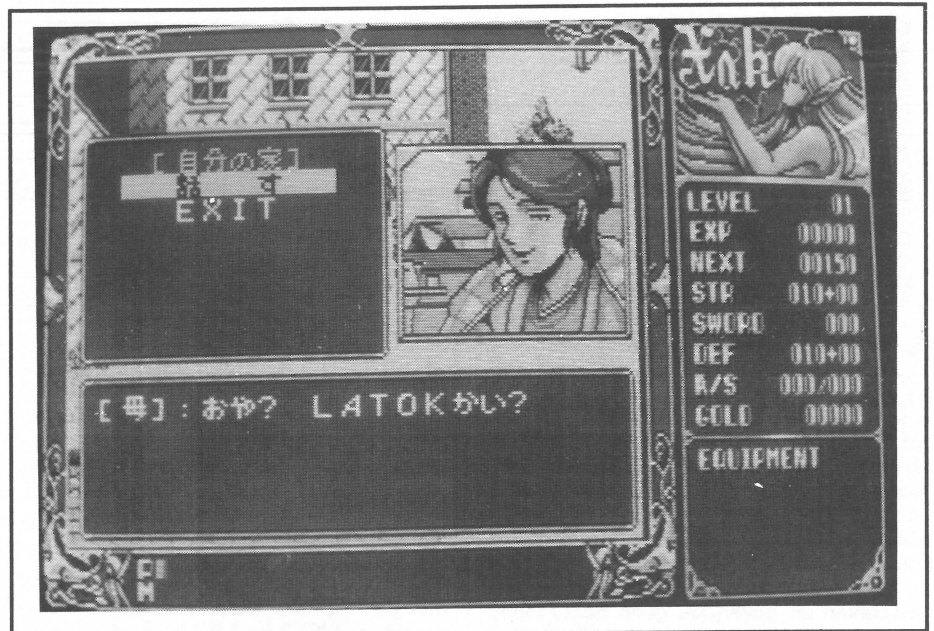 Xak
[自分の家]
話 す
EXIT
[母]:おや? LATOKかい?
LEVEL 01
EXP 00000
NEXT 00150
STR 010+00
SWORD 000
DEF 010+00
A/S 000/000
GOLD 00000
EQUIPMENT